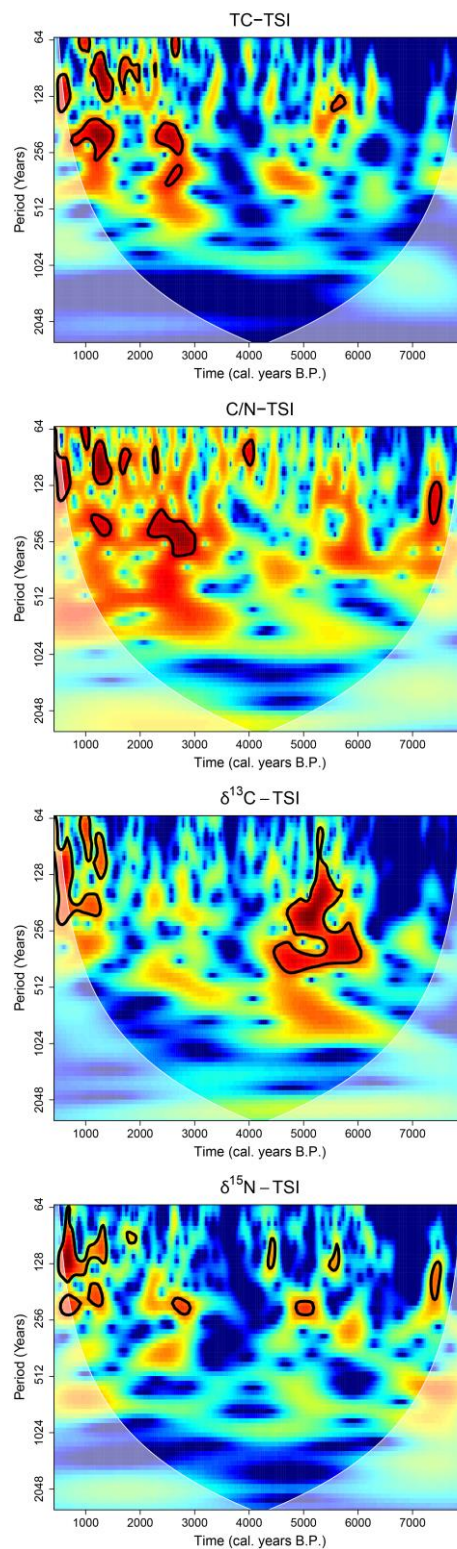 TC−TSI
Period (Years)
64
128
256
512
1024
2048
1000 2000 3000 4000 5000 6000 7000
Time (cal. years B.P.)
C/N−TSI
Period (Years)
64
128
256
512
1024
2048
1000 2000 3000 4000 5000 6000 7000
Time (cal. years B.P.)
δ¹³C−TSI
Period (Years)
64
128
256
512
1024
2048
1000 2000 3000 4000 5000 6000 7000
Time (cal. years B.P.)
δ¹⁵N−TSI
Period (Years)
64
128
256
512
1024
2048
1000 2000 3000 4000 5000 6000 7000
Time (cal. years B.P.)